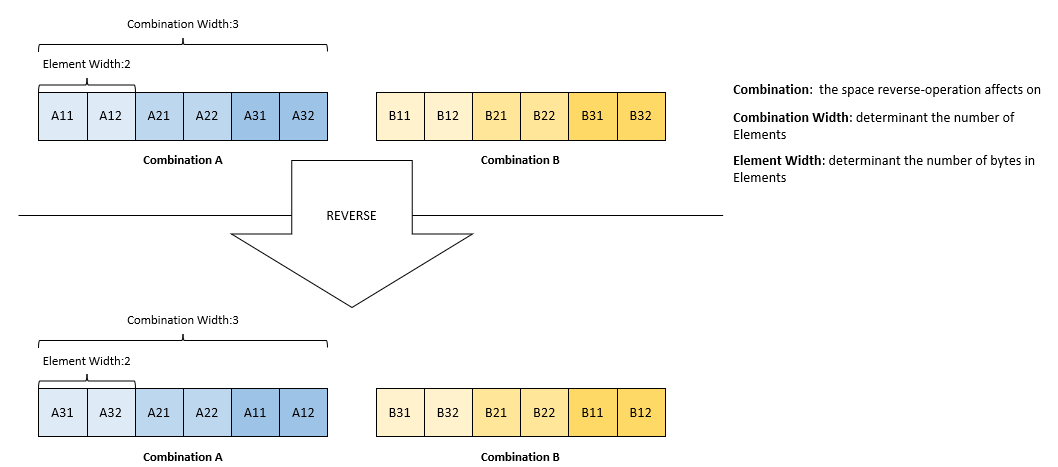 Combination Width:3
Element Width:2
A11 A12 A21 A22 A31 A32
B11 B12 B21 B22 B31 B32
Combination A
Combination B
Combination: the space reverse-operation affects on
Combination Width: determinant the number of
Elements
Element Width: determinant the number of bytes in
Elements
REVERSE
Combination Width:3
Element Width:2
A31 A32 A21 A22 A11 A12
B31 B32 B21 B22 B11 B12
Combination A
Combination B